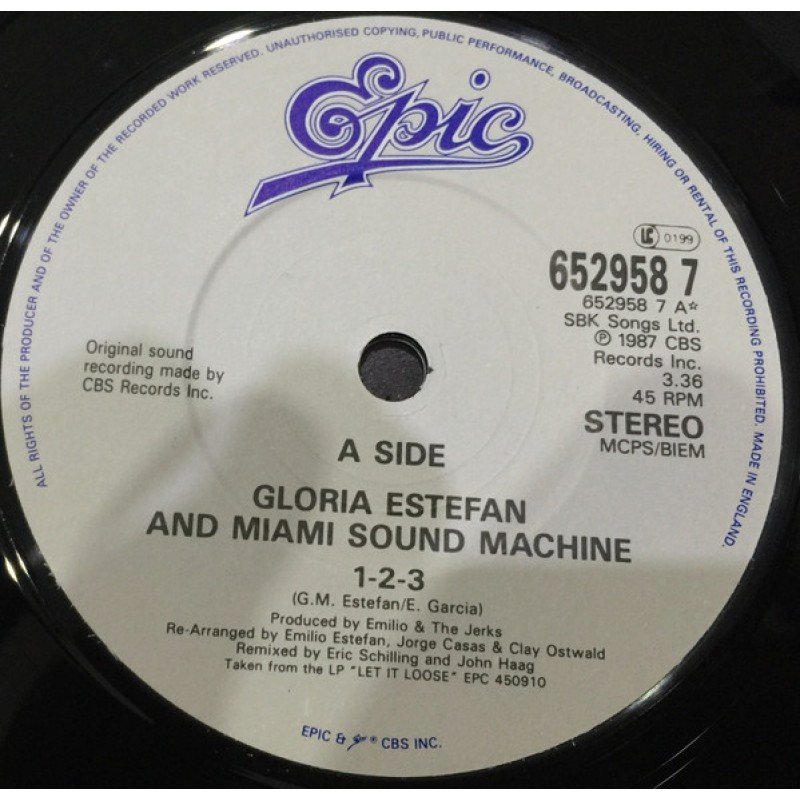 ALL RIGHTS OF THE PRODUCER AND OF THE OWNER OF THE RECORDED WORK RESERVED. UNAUTHORISED COPYING, PUBLIC PERFORMANCE, BROADCASTING, HIRING OR RENTAL OF THIS RECORDING PROHIBITED. MADE IN ENGLAND.
Epic
LC 0199
652958 7
652958 7 A☆
SBK Songs Ltd.
℗ 1987 CBS
Records Inc.
3.36
45 RPM
STEREO
MCPS/BIEM
Original sound
recording made by
CBS Records Inc.
A SIDE
GLORIA ESTEFAN
AND MIAMI SOUND MACHINE
1-2-3
(G.M. Estefan/E. Garcia)
Produced by Emilio & The Jerks
Re-Arranged by Emilio Estefan, Jorge Casas & Clay Ostwald
Remixed by Eric Schilling and John Haag
Taken from the LP "LET IT LOOSE" EPC 450910
EPIC & Epic ® CBS INC.